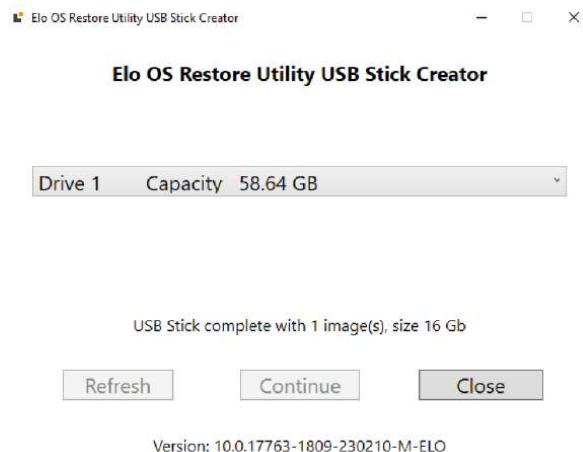 Elo OS Restore Utility USB Stick Creator
Elo OS Restore Utility USB Stick Creator
Drive 1 Capacity 58.64 GB
USB Stick complete with 1 image(s), size 16 Gb
Refresh Continue Close
Version: 10.0.17763-1809-230210-M-ELO